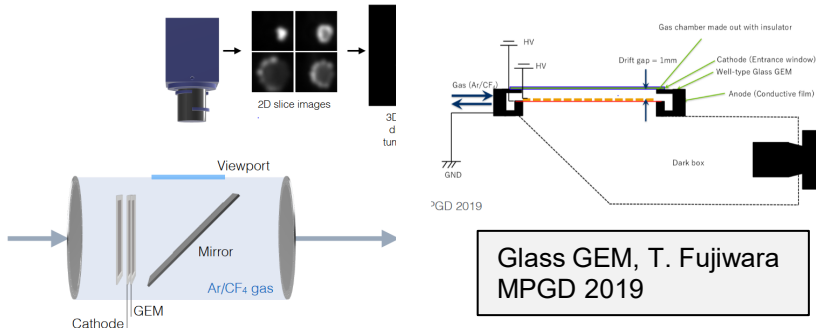 2D slice images
3D
d
tun
Viewport
Mirror
Ar/CF₄ gas
GEM
Cathode
Gas chamber made out with insulator
HV
Drift gap = 1mm
Cathode (Entrance window)
HV
Well-type Glass GEM
Gas (Ar/CF₄)
Anode (Conductive film)
GND
Dark box
PGD 2019
Glass GEM, T. Fujiwara
MPGD 2019